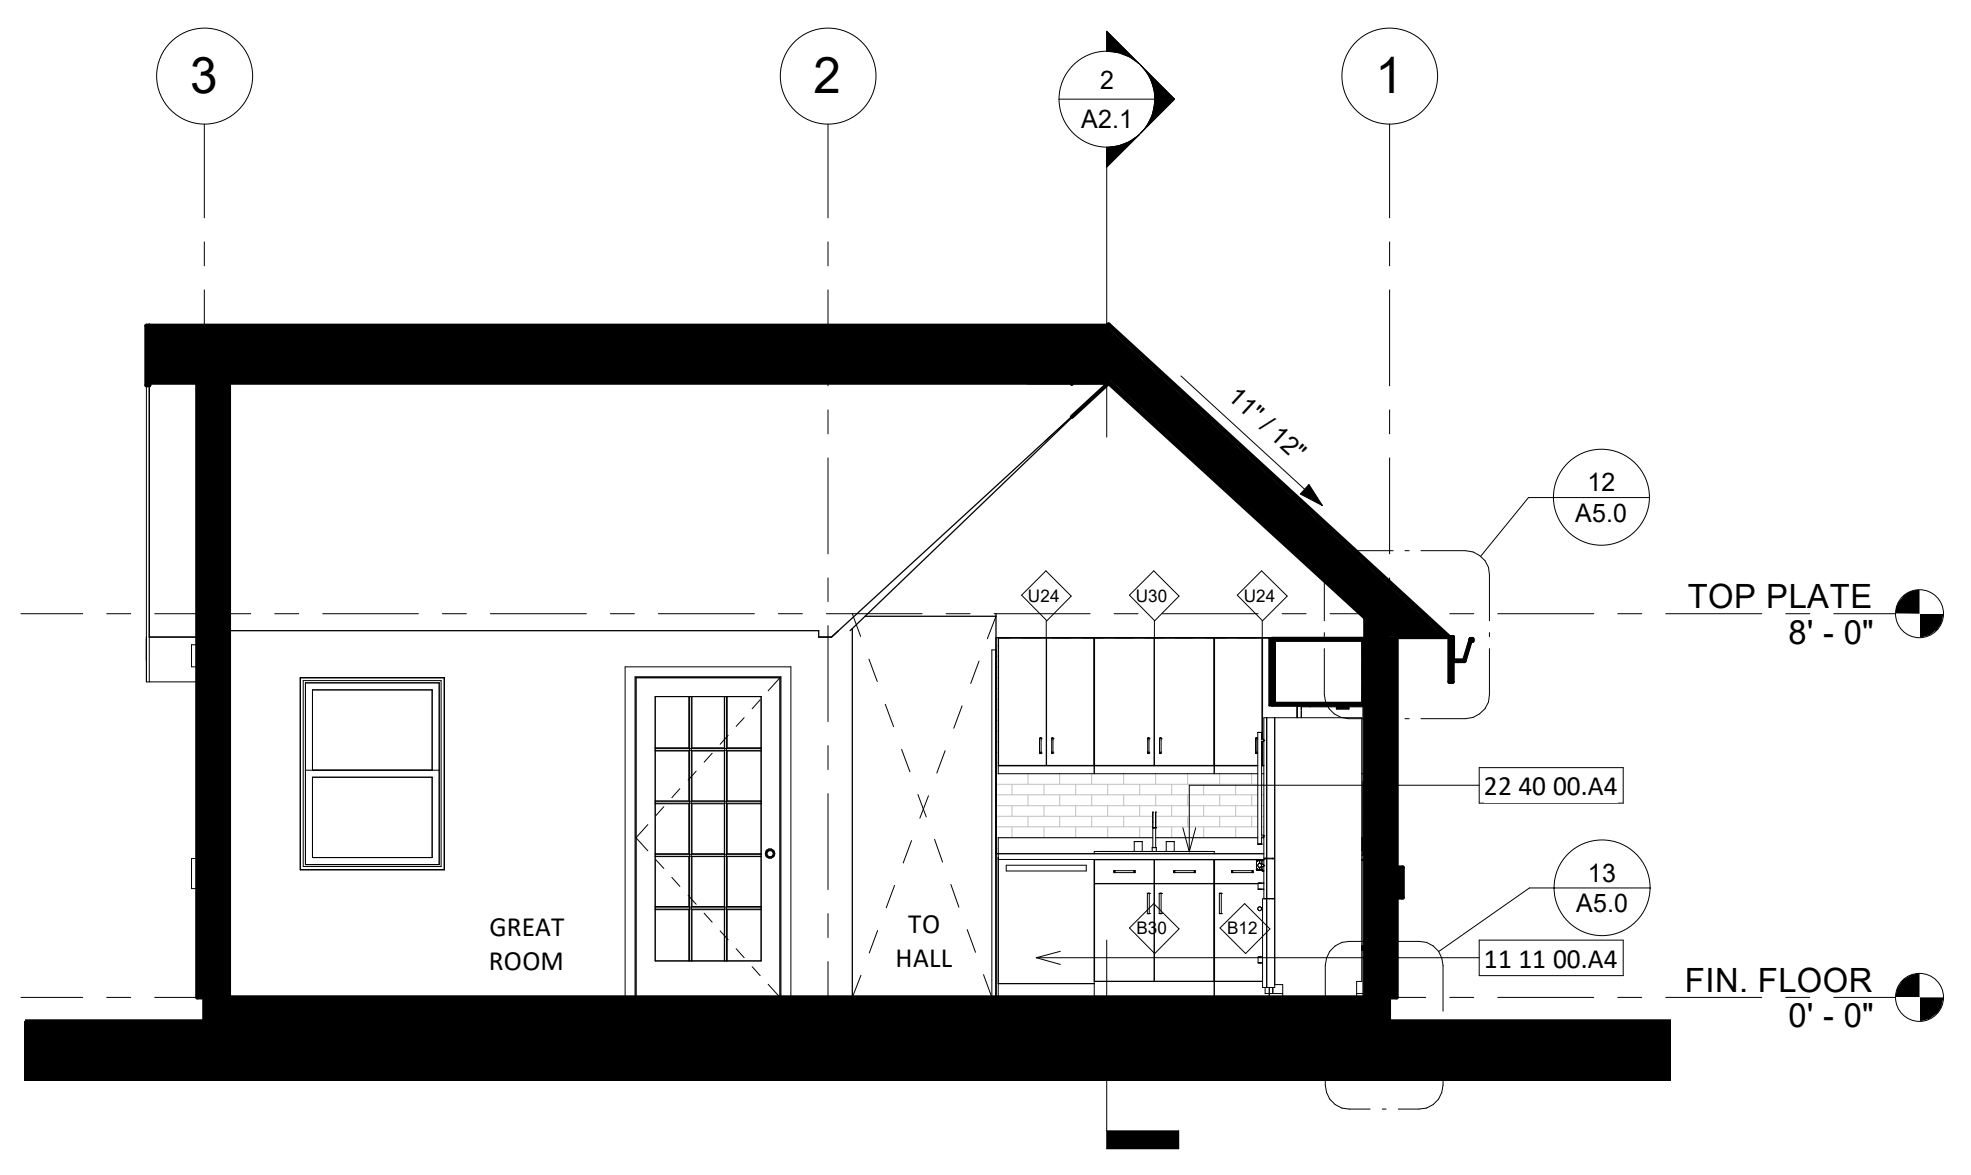 3
2
2
A2.1
1
11" / 12"
12
A5.0
TOP PLATE
8' - 0"
U24
U30
U24
22 40 00.A4
13
A5.0
GREAT
ROOM
TO
HALL
B30
B12
11 11 00.A4
FIN. FLOOR
0' - 0"